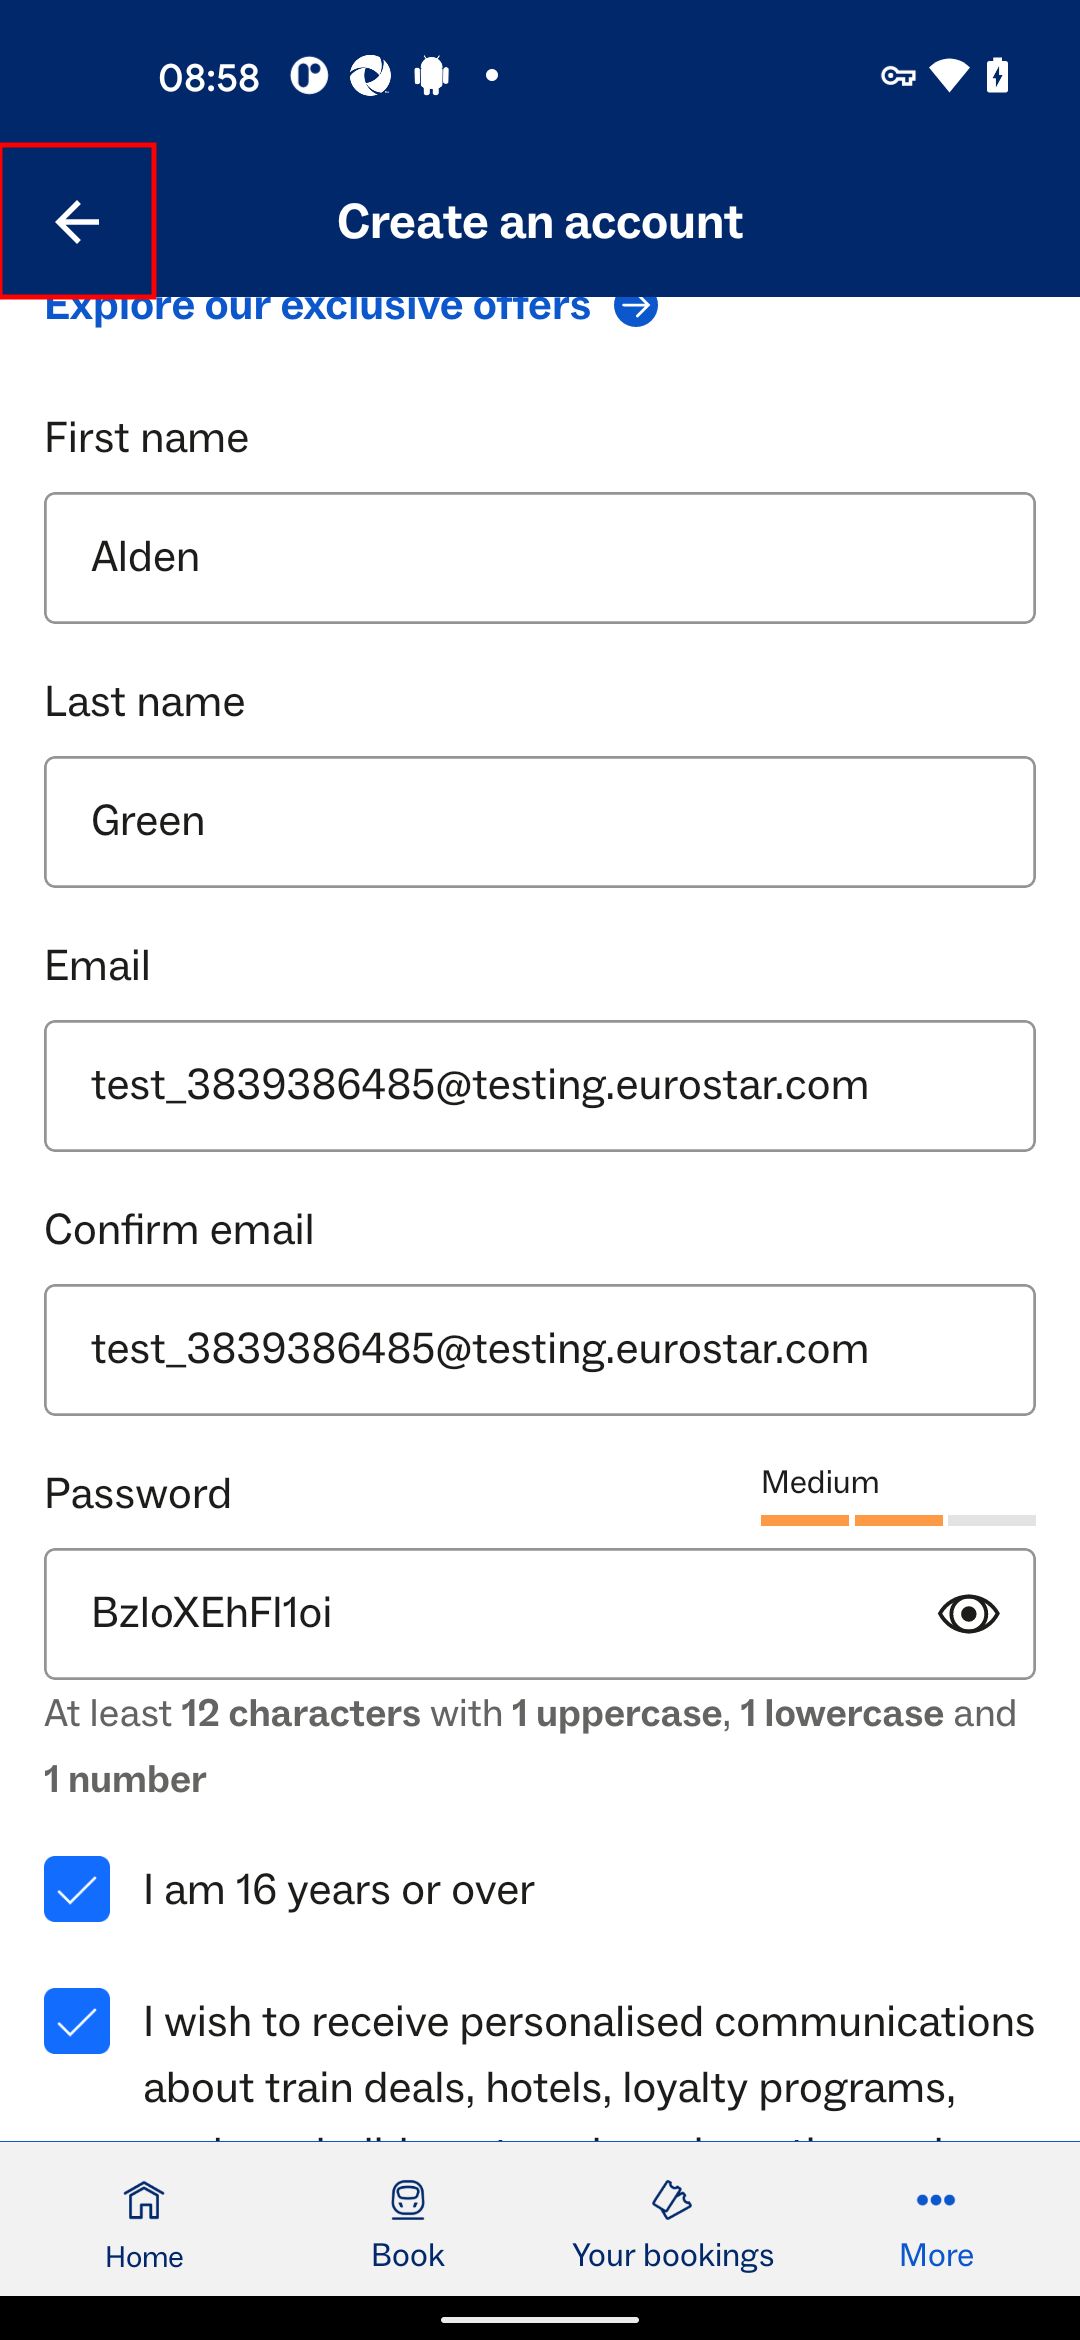 08:58
Create an account
Explore our exclusive offers
First name
Alden
Last name
Green
Email
test_3839386485@testing.eurostar.com
Confirm email
test_3839386485@testing.eurostar.com
Password
Medium
BzIoXEhFI1oi
At least 12 characters with 1 uppercase, 1 lowercase and
1 number
I am 16 years or over
I wish to receive personalised communications
about train deals, hotels, loyalty programs,
Home
Book
Your bookings
More